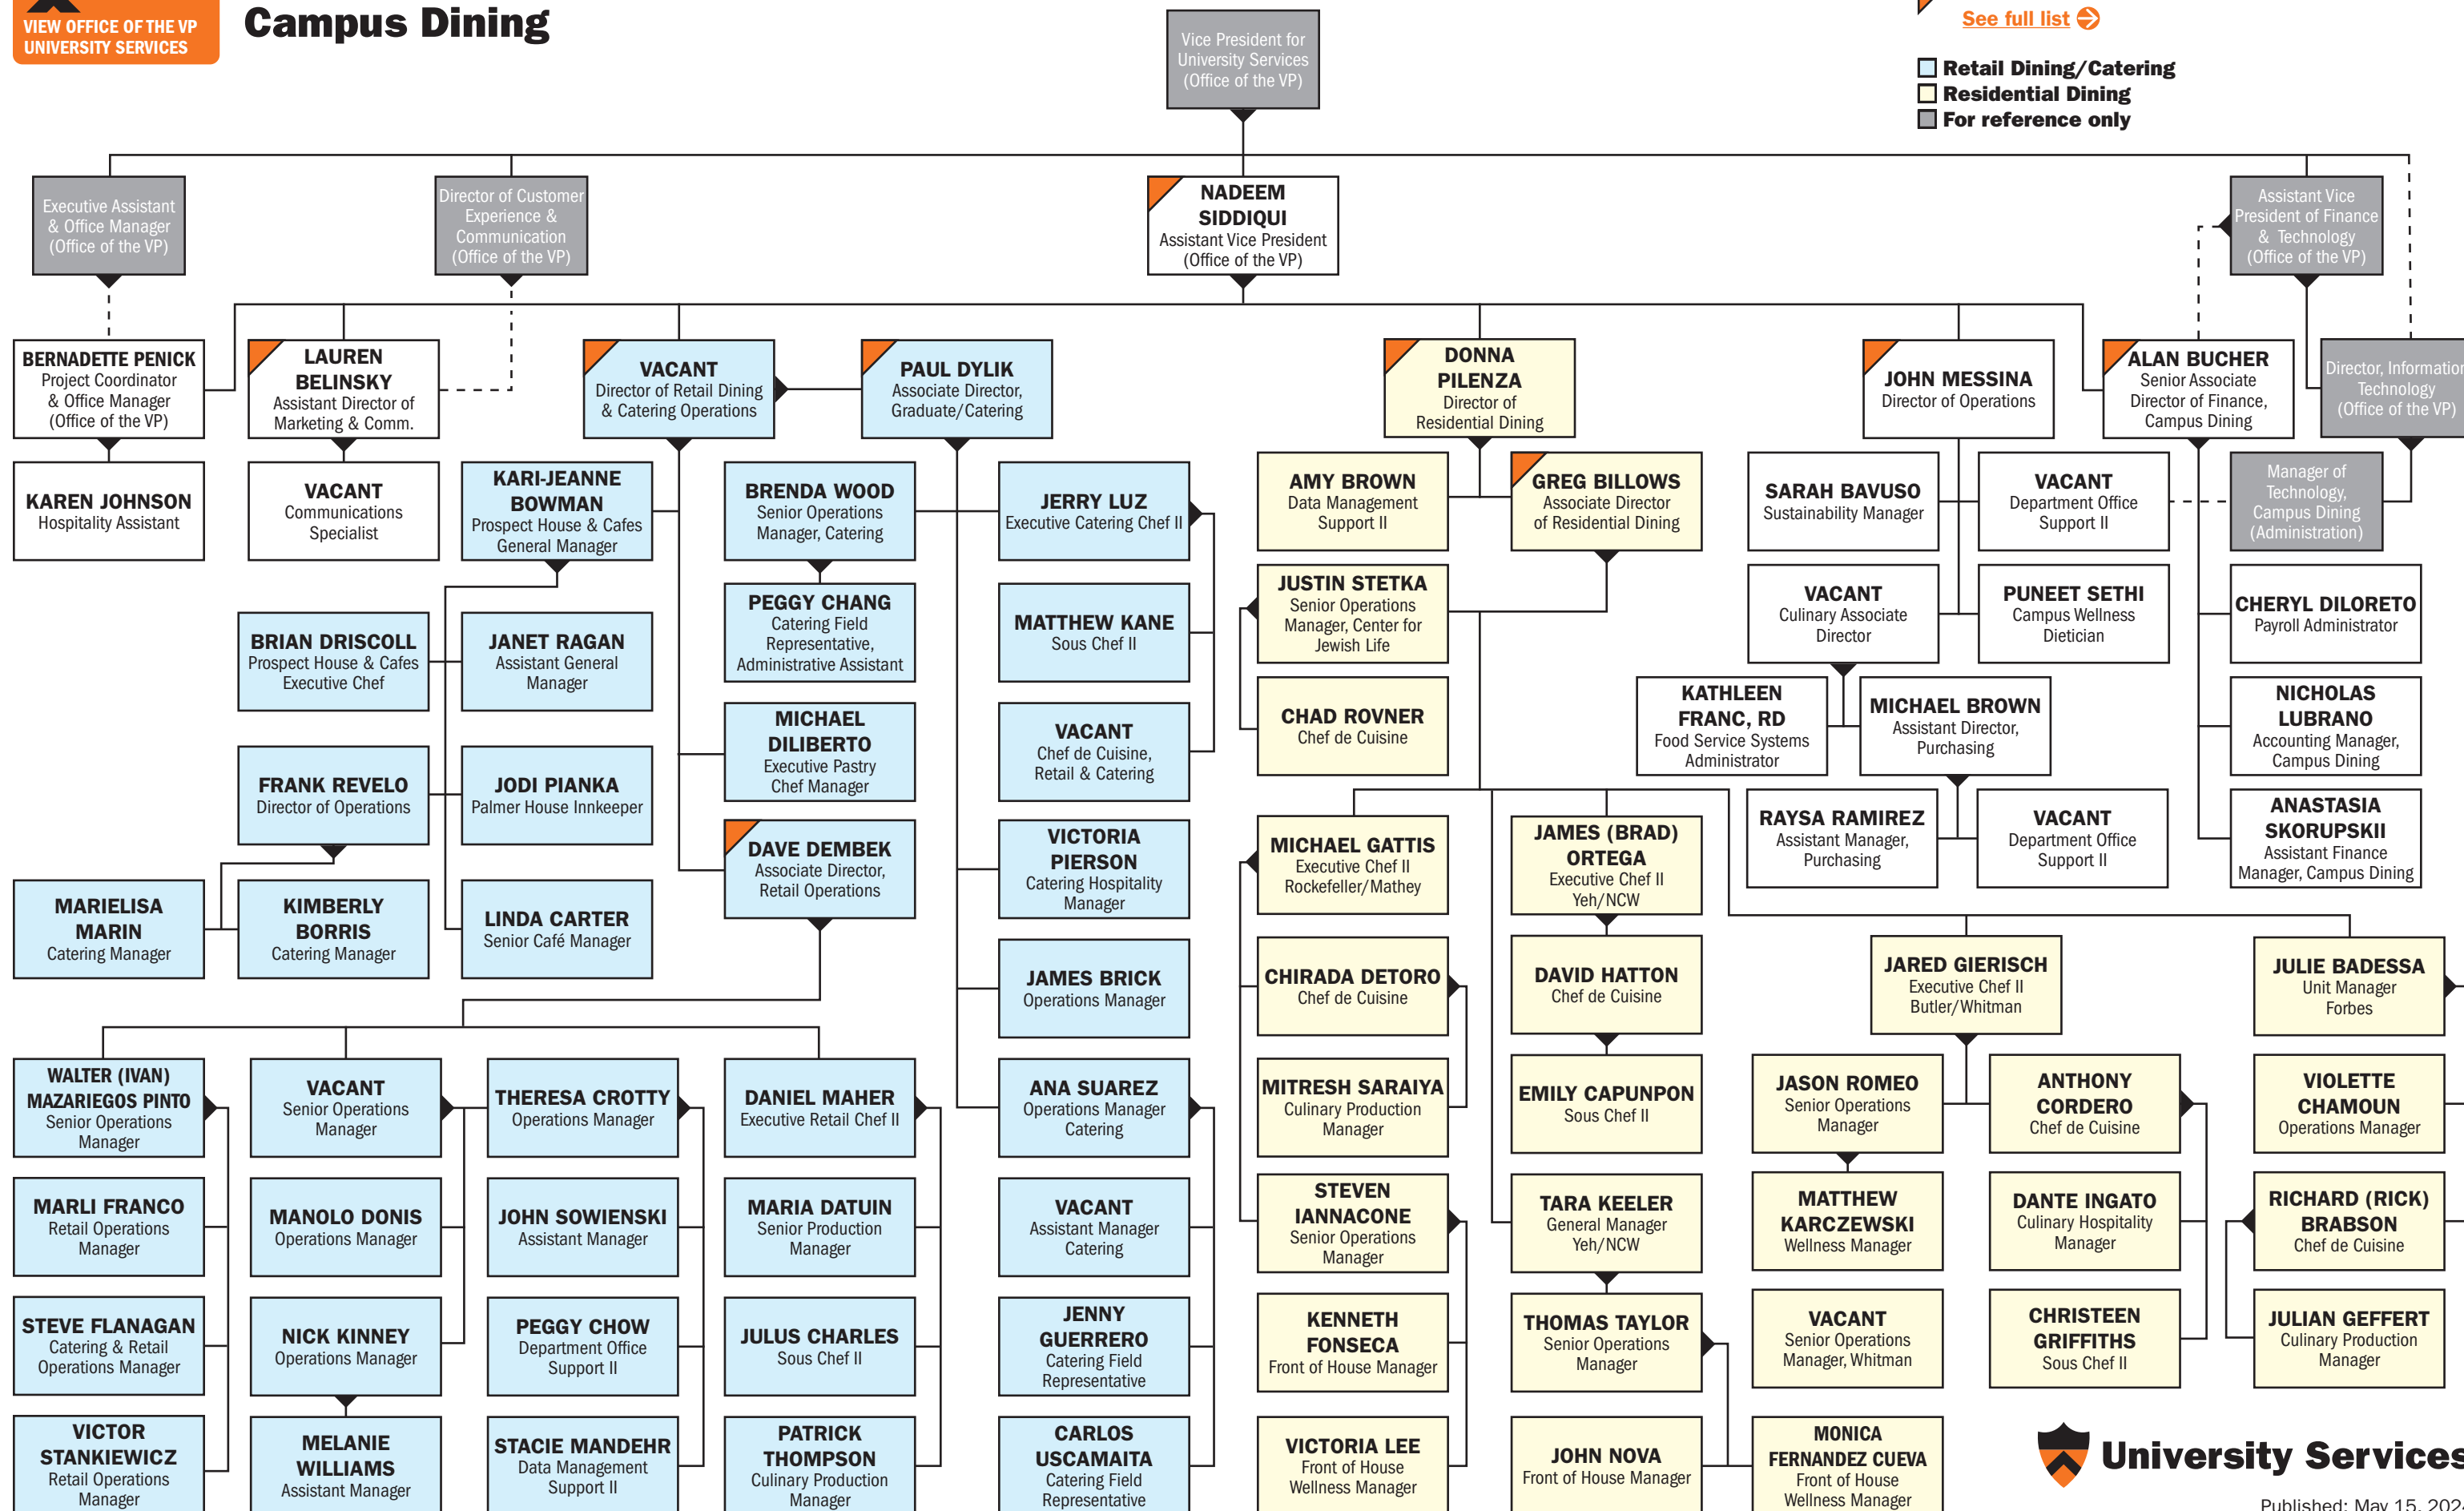 VIEW OFFICE OF THE VP
UNIVERSITY SERVICES
Campus Dining
See full list
Retail Dining/Catering
Residential Dining
For reference only
Vice President for
University Services
(Office of the VP)
Executive Assistant
& Office Manager
(Office of the VP)
Director of Customer
Experience &
Communication
(Office of the VP)
NADEEM
SIDDIQUI
Assistant Vice President
(Office of the VP)
Assistant Vice
President of Finance
& Technology
(Office of the VP)
BERNADETTE PENICK
Project Coordinator
& Office Manager
(Office of the VP)
LAUREN
BELINSKY
Assistant Director of
Marketing & Comm.
VACANT
Director of Retail Dining
& Catering Operations
PAUL DYLIK
Associate Director,
Graduate/Catering
DONNA
PILENZA
Director of
Residential Dining
JOHN MESSINA
Director of Operations
ALAN BUCHER
Senior Associate
Director of Finance,
Campus Dining
Director, Information
Technology
(Office of the VP)
KAREN JOHNSON
Hospitality Assistant
VACANT
Communications
Specialist
KARI-JEANNE
BOWMAN
Prospect House & Cafes
General Manager
BRENDA WOOD
Senior Operations
Manager, Catering
JERRY LUZ
Executive Catering Chef II
AMY BROWN
Data Management
Support II
GREG BILLOWS
Associate Director
of Residential Dining
SARAH BAVUSO
Sustainability Manager
VACANT
Department Office
Support II
Manager of
Technology,
Campus Dining
(Administration)
PEGGY CHANG
Catering Field
Representative,
Administrative Assistant
MATTHEW KANE
Sous Chef II
JUSTIN STETKA
Senior Operations
Manager, Center for
Jewish Life
VACANT
Culinary Associate
Director
PUNEET SETHI
Campus Wellness
Dietician
CHERYL DILORETO
Payroll Administrator
BRIAN DRISCOLL
Prospect House & Cafes
Executive Chef
JANET RAGAN
Assistant General
Manager
MICHAEL
DILIBERTO
Executive Pastry
Chef Manager
VACANT
Chef de Cuisine,
Retail & Catering
CHAD ROVNER
Chef de Cuisine
KATHLEEN
FRANC, RD
Food Service Systems
Administrator
MICHAEL BROWN
Assistant Director,
Purchasing
NICHOLAS
LUBRANO
Accounting Manager,
Campus Dining
FRANK REVELO
Director of Operations
JODI PIANKA
Palmer House Innkeeper
DAVE DEMBEK
Associate Director,
Retail Operations
VICTORIA
PIERSON
Catering Hospitality
Manager
MICHAEL GATTIS
Executive Chef II
Rockefeller/Mathey
JAMES (BRAD)
ORTEGA
Executive Chef II
Yeh/NCW
RAYSA RAMIREZ
Assistant Manager,
Purchasing
VACANT
Department Office
Support II
ANASTASIA
SKORUPSKII
Assistant Finance
Manager, Campus Dining
MARIELISA
MARIN
Catering Manager
KIMBERLY
BORRIS
Catering Manager
LINDA CARTER
Senior Café Manager
JAMES BRICK
Operations Manager
CHIRADA DETORO
Chef de Cuisine
DAVID HATTON
Chef de Cuisine
JARED GIERISCH
Executive Chef II
Butler/Whitman
JULIE BADESSA
Unit Manager
Forbes
WALTER (IVAN)
MAZARIEGOS PINTO
Senior Operations
Manager
VACANT
Senior Operations
Manager
THERESA CROTTY
Operations Manager
DANIEL MAHER
Executive Retail Chef II
ANA SUAREZ
Operations Manager
Catering
MITRESH SARAIYA
Culinary Production
Manager
EMILY CAPUNPON
Sous Chef II
JASON ROMEO
Senior Operations
Manager
ANTHONY
CORDERO
Chef de Cuisine
VIOLETTE
CHAMOUN
Operations Manager
MARLI FRANCO
Retail Operations
Manager
MANOLO DONIS
Operations Manager
JOHN SOWIENSKI
Assistant Manager
MARIA DATUIN
Senior Production
Manager
VACANT
Assistant Manager
Catering
STEVEN
IANNACONE
Senior Operations
Manager
TARA KEELER
General Manager
Yeh/NCW
MATTHEW
KARCZEWSKI
Wellness Manager
DANTE INGATO
Culinary Hospitality
Manager
RICHARD (RICK)
BRABSON
Chef de Cuisine
STEVE FLANAGAN
Catering & Retail
Operations Manager
NICK KINNEY
Operations Manager
PEGGY CHOW
Department Office
Support II
JULUS CHARLES
Sous Chef II
JENNY
GUERRERO
Catering Field
Representative
KENNETH
FONSECA
Front of House Manager
THOMAS TAYLOR
Senior Operations
Manager
VACANT
Senior Operations
Manager, Whitman
CHRISTEEN
GRIFFITHS
Sous Chef II
JULIAN GEFFERT
Culinary Production
Manager
VICTOR
STANKIEWICZ
Retail Operations
Manager
MELANIE
WILLIAMS
Assistant Manager
STACIE MANDEHR
Data Management
Support II
PATRICK
THOMPSON
Culinary Production
Manager
CARLOS
USCAMAITA
Catering Field
Representative
VICTORIA LEE
Front of House
Wellness Manager
JOHN NOVA
Front of House Manager
MONICA
FERNANDEZ CUEVA
Front of House
Wellness Manager
University Services
Published: May 15, 2024